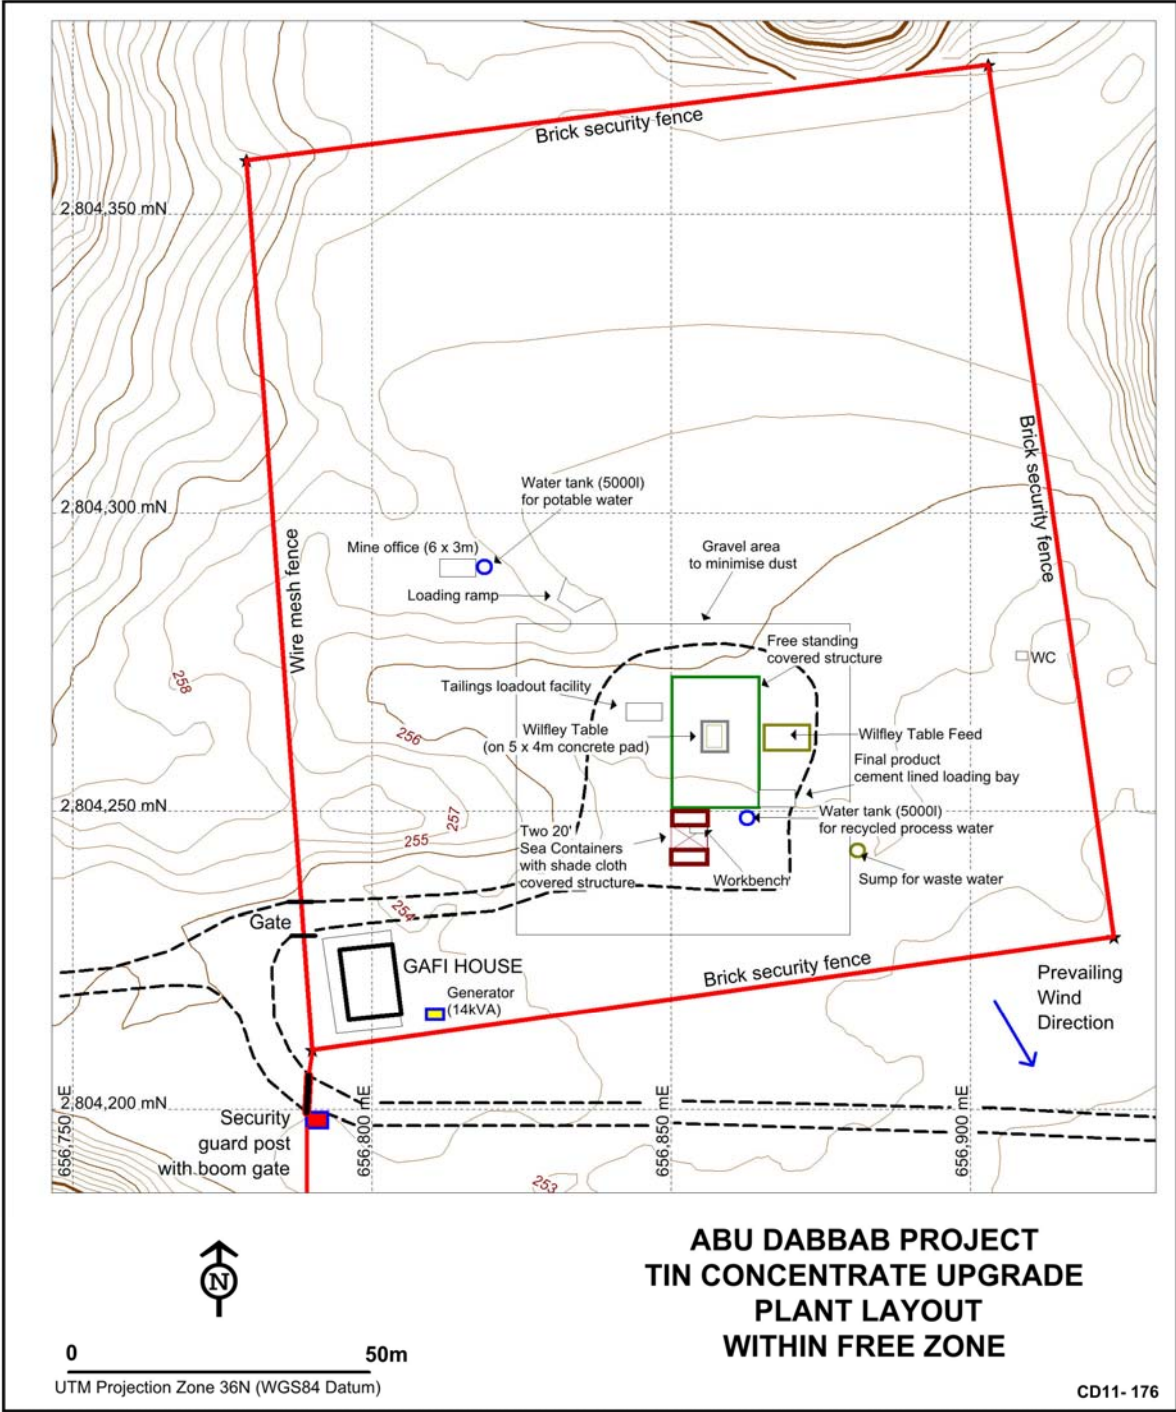 Brick security fence
2,804,350 mN
Brick security fence
Water tank (5000l)
for potable water
2,804,300 mN
Mine office (6 x 3m)
Gravel area
to minimise dust
Wire mesh fence
Loading ramp
Free standing
covered structure
WC
258
Tailings loadout facility
256
Wilfley Table
(on 5 x 4m concrete pad)
Wilfley Table Feed
Final product
cement lined loading bay
2,804,250 mN
257
Water tank (5000l)
for recycled process water
255
Two 20'
Sea Containers
with shade cloth
covered structure
Workbench
Sump for waste water
254
Gate
GAFI HOUSE
Brick security fence
Generator
(14kVA)
Prevailing
Wind
Direction
2,804,200 mN
656,750 mE
656,800 mE
656,850 mE
656,900 mE
Security
guard post
with boom gate
253
N
ABU DABBAB PROJECT
TIN CONCENTRATE UPGRADE
PLANT LAYOUT
WITHIN FREE ZONE
0 50m
UTM Projection Zone 36N (WGS84 Datum)
CD11- 176